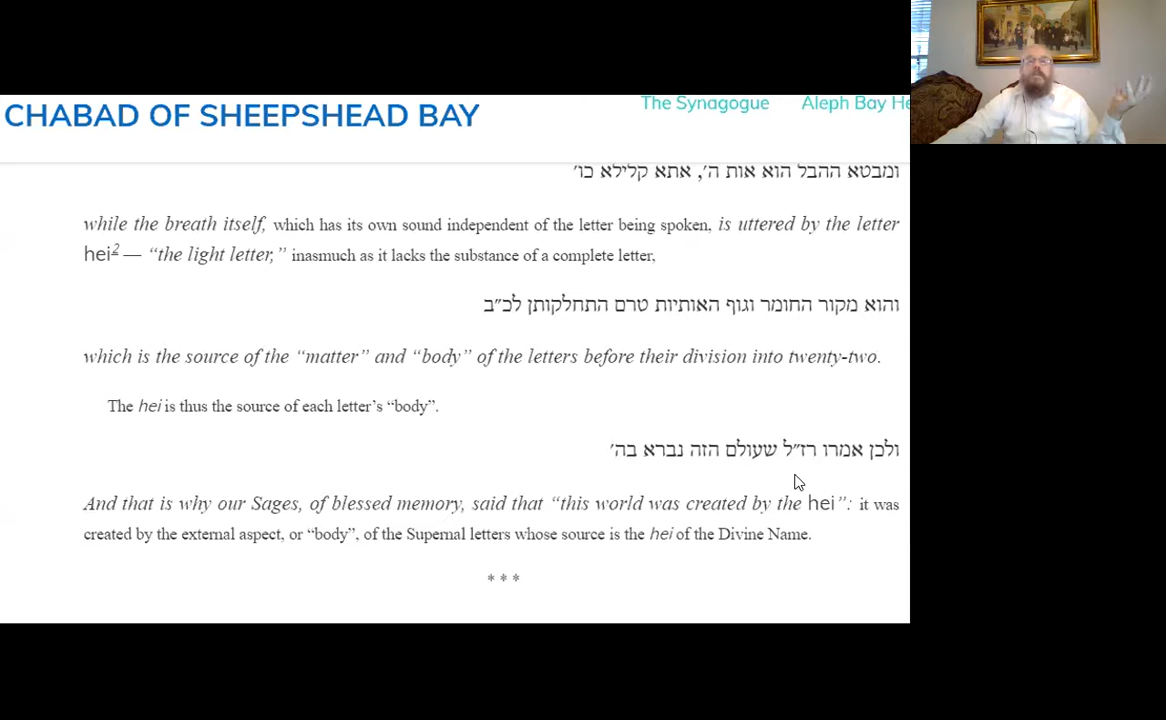 CHABAD OF SHEEPSHEAD BAY
The Synagogue Aleph Bay He
ומבטא ההבל הוא אות ה׳, אתא קלילא כו׳
while the breath itself, which has its own sound independent of the letter being spoken, is uttered by the letter
hei2 — “the light letter,” inasmuch as it lacks the substance of a complete letter,
והוא מקור החומר וגוף האותיות טרם התחלקותן לכ״ב
which is the source of the “matter” and “body” of the letters before their division into twenty-two.
The hei is thus the source of each letter’s “body”.
ולכן אמרו רז״ל שעולם הזה נברא בה׳
And that is why our Sages, of blessed memory, said that “this world was created by the hei”: it was
created by the external aspect, or “body”, of the Supernal letters whose source is the hei of the Divine Name.
* * *